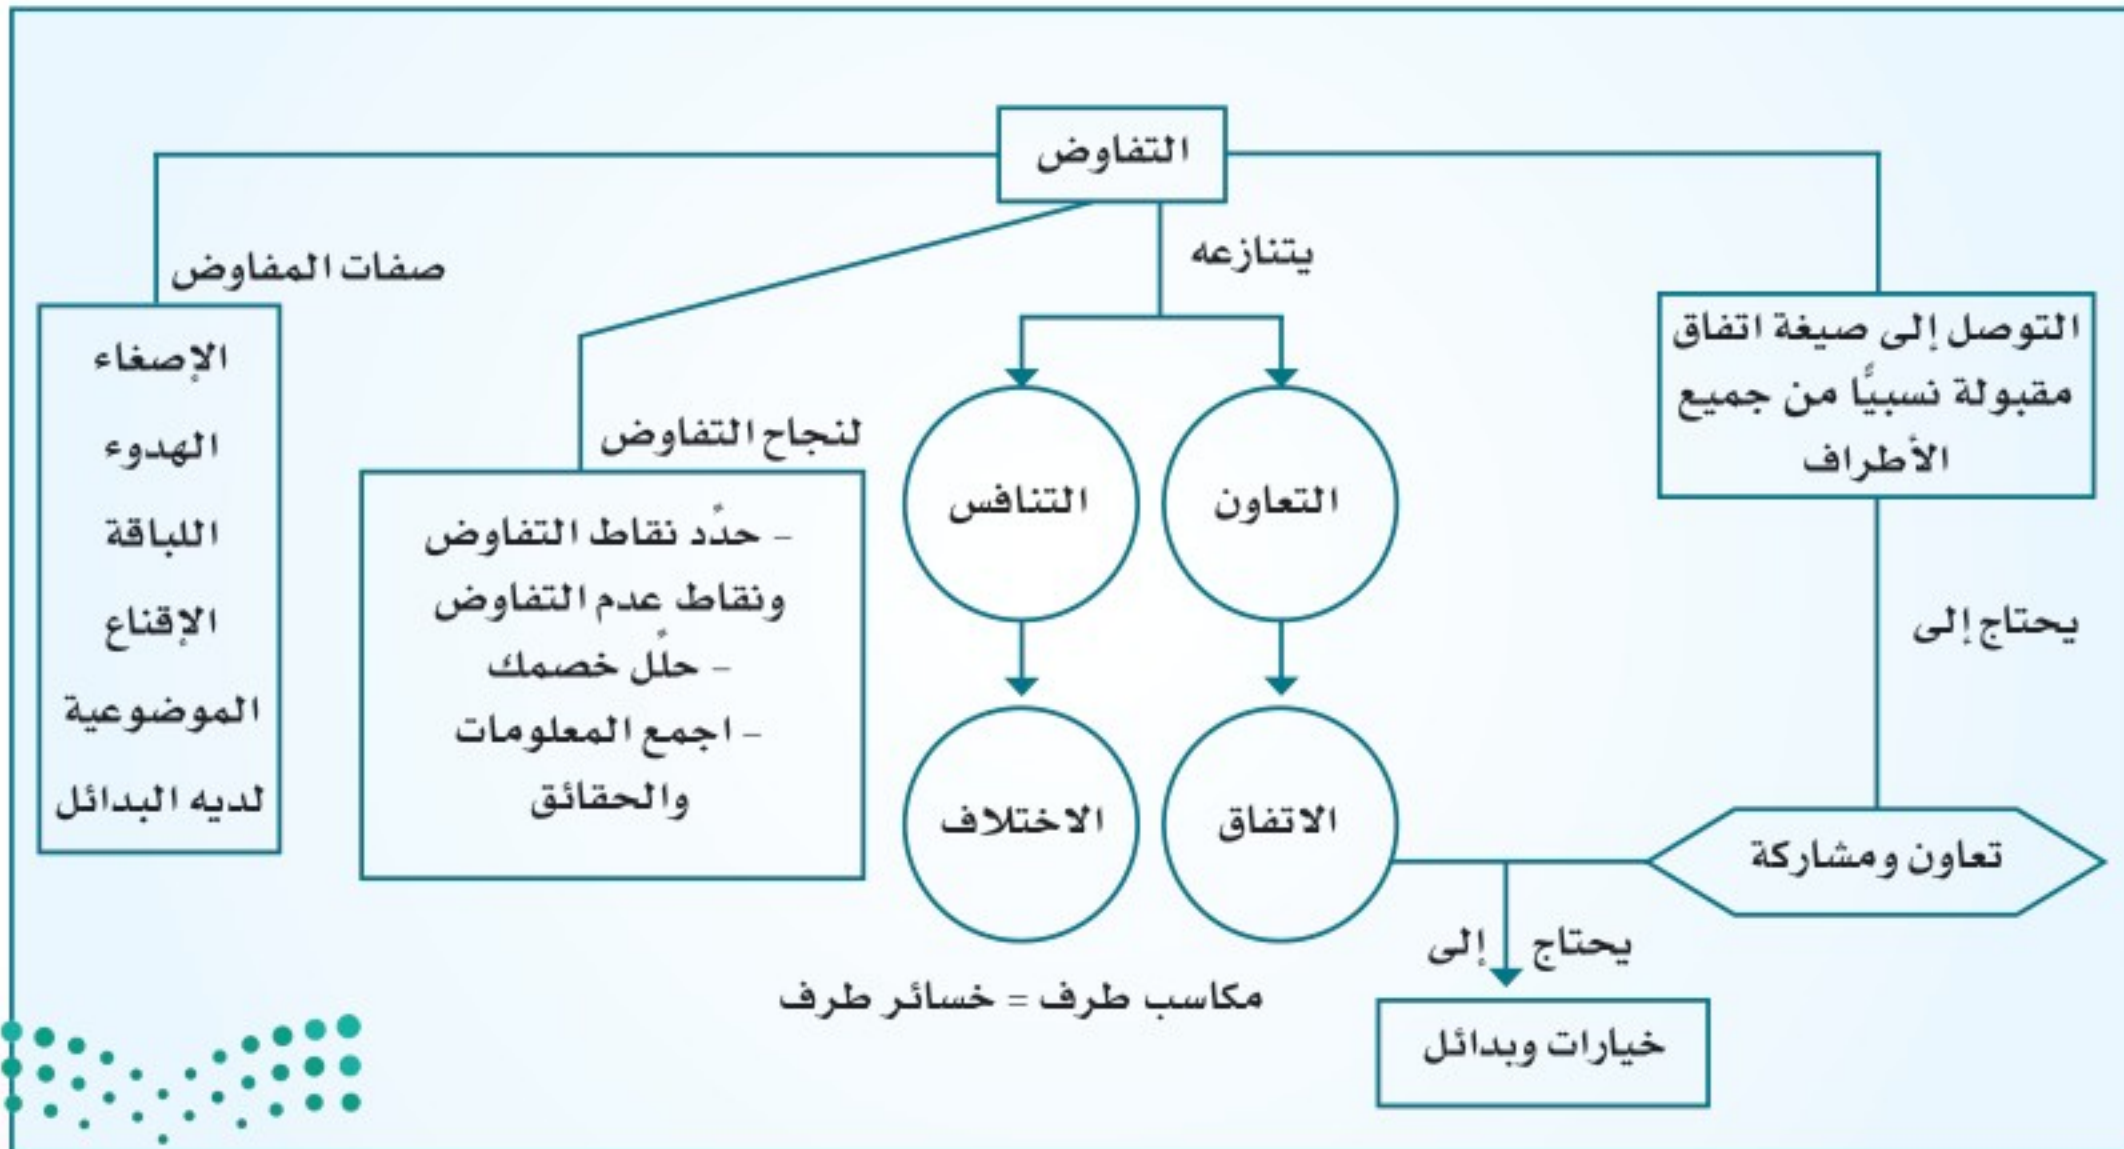 التفاوض
التوصل إلى صيغة اتفاق
مقبولة نسبيًّا من جميع
الأطراف
يحتاج إلى
تعاون ومشاركة
يحتاج إلى
خيارات وبدائل
يتنازعه
التعاون
التنافس
الاتفاق
الاختلاف
مكاسب طرف = خسائر طرف
لنجاح التفاوض
- حدِّد نقاط التفاوض
ونقاط عدم التفاوض
- حلِّل خصمك
- اجمع المعلومات
والحقائق
صفات المفاوض
الإصغاء
الهدوء
اللباقة
الإقناع
الموضوعية
لديه البدائل